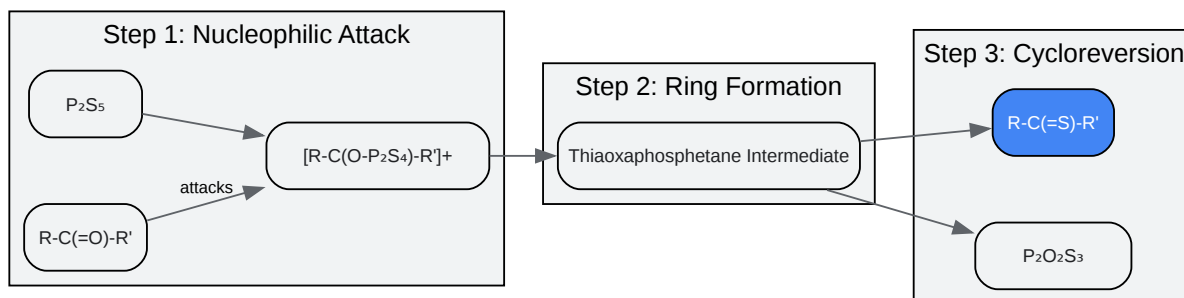 Step 1: Nucleophilic Attack
P₂S₅
[R-C(O-P₂S₄)-R']+
attacks
R-C(=O)-R'
Step 2: Ring Formation
Thiaoxaphosphetane Intermediate
Step 3: Cycloreversion
R-C(=S)-R'
P₂O₂S₃